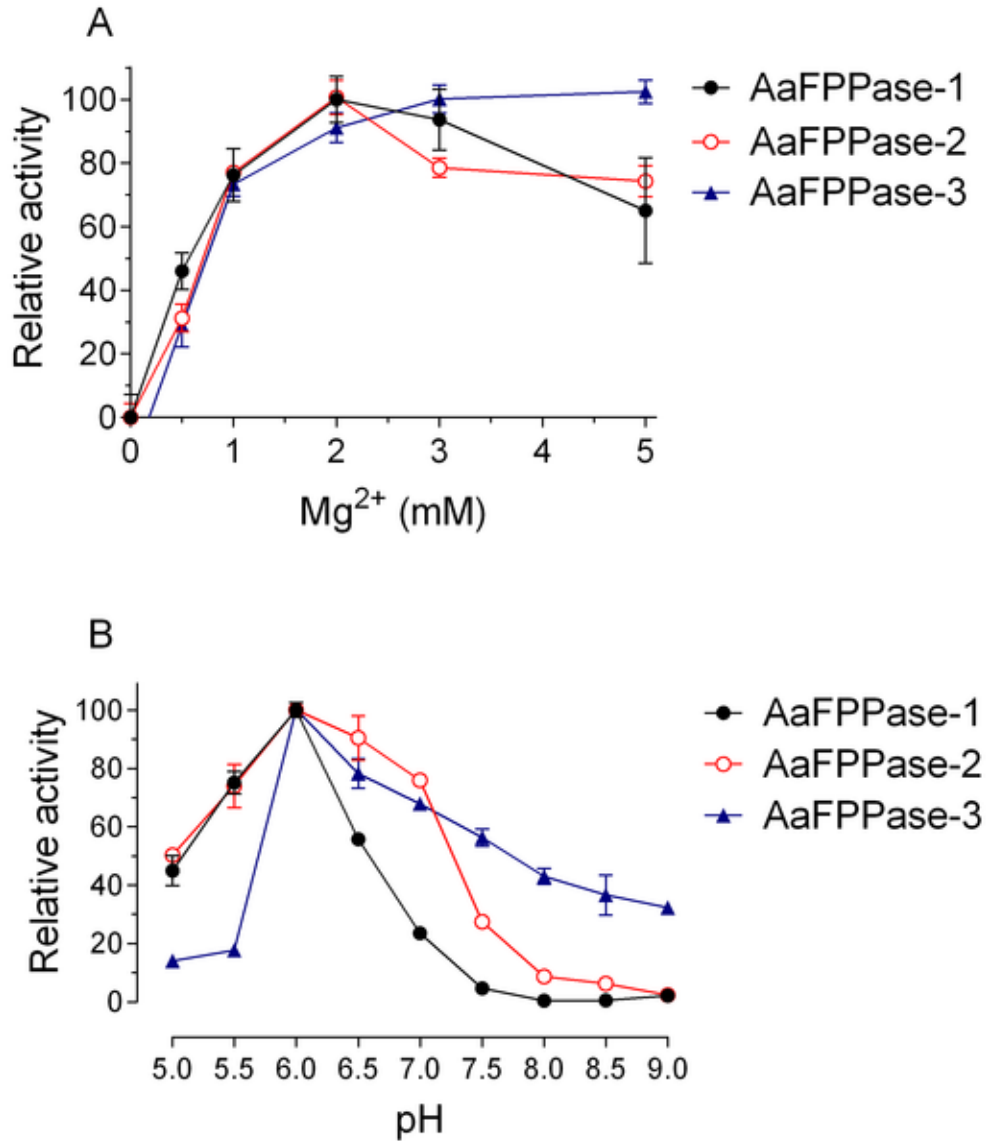 A
Relative activity
100
80
60
40
20
0
0 1 2 3 4 5
Mg²⁺ (mM)
AaFPPase-1
AaFPPase-2
AaFPPase-3
B
Relative activity
100
80
60
40
20
0
5.0 5.5 6.0 6.5 7.0 7.5 8.0 8.5 9.0
pH
AaFPPase-1
AaFPPase-2
AaFPPase-3